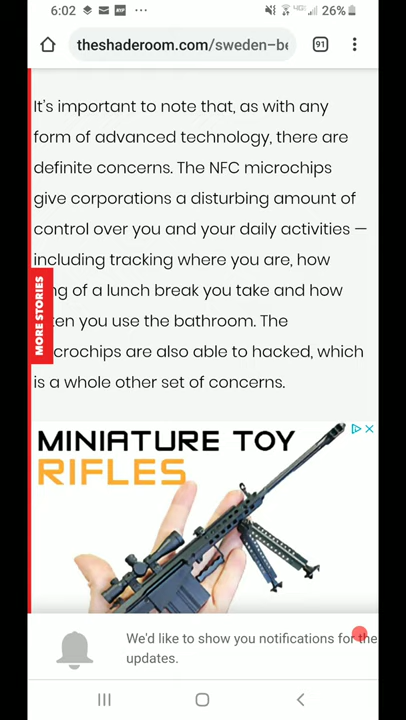 6:02
26%
theshaderoom.com/sweden-be
91
It's important to note that, as with any
form of advanced technology, there are
definite concerns. The NFC microchips
give corporations a disturbing amount of
control over you and your daily activities —
including tracking where you are, how
ng of a lunch break you take and how
en you use the bathroom. The
crochips are also able to hacked, which
is a whole other set of concerns.
MORE STORIES
MINIATURE TOY
RIFLES
We'd like to show you notifications for the
updates.